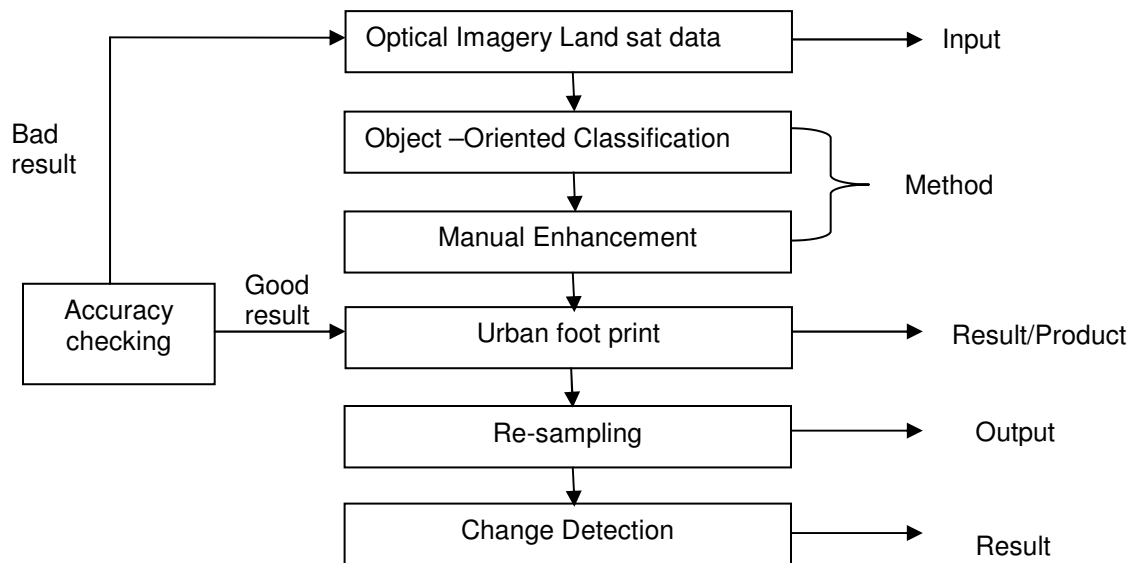 Optical Imagery Land sat data
Input
Object –Oriented Classification
Bad
result
Method
Manual Enhancement
Good
result
Accuracy
checking
Urban foot print
Result/Product
Re-sampling
Output
Change Detection
Result